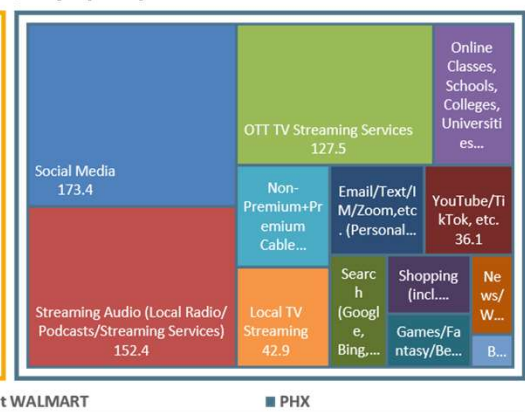 Social Media
173.4
Streaming Audio (Local Radio/
Podcasts/Streaming Services)
152.4
OTT TV Streaming Services
127.5
Online
Classes,
Schools,
Colleges,
Universiti
es...
Non-
Premium+Pr
emium
Cable...
Email/Text/I
M/Zoom,etc
. (Personal...
YouTube/Ti
kTok, etc.
36.1
Local TV
Streaming
42.9
Searc
h
(Googl
e,
Bing,...
Shopping
(incl....
Ne
ws/
W...
Games/Fa
ntasy/Be...
B...
t WALMART
PHX